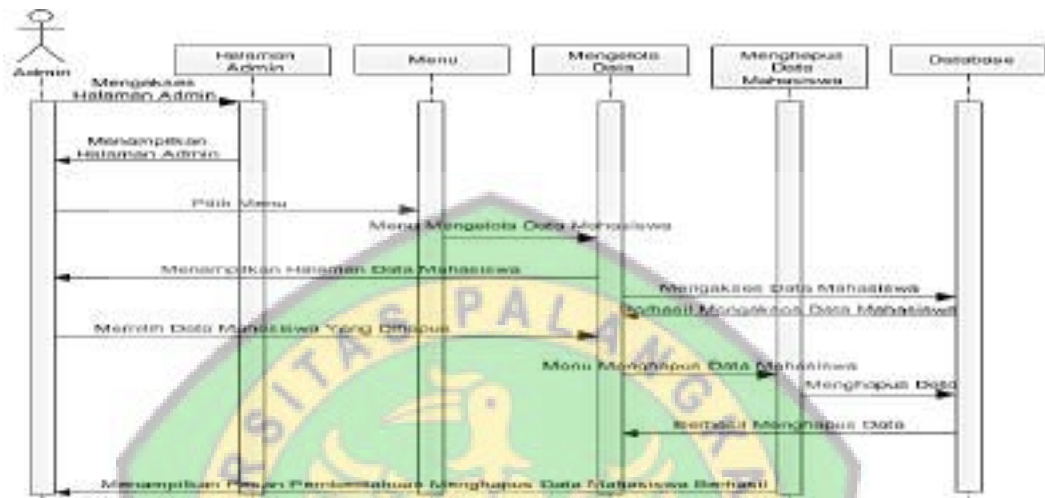 Admin
Halaman
Admin
Menu
Mengelola
Data
Menghapus
Data
Mahasiswa
Database
Mengakses
Halaman Admin
Menampilkan
Halaman Admin
Pilih Menu
Menu Mengelola Data Mahasiswa
Menampilkan Halaman Data Mahasiswa
Mengakses Data Mahasiswa
Berhasil Mengakses Data Mahasiswa
Memilih Data Mahasiswa Yang Dihapus
Menu Menghapus Data Mahasiswa
Menghapus Data
Berhasil Menghapus Data
Menampilkan Pesan Pemberitahuan Menghapus Data Mahasiswa Berhasil
RSITAS PALANGK